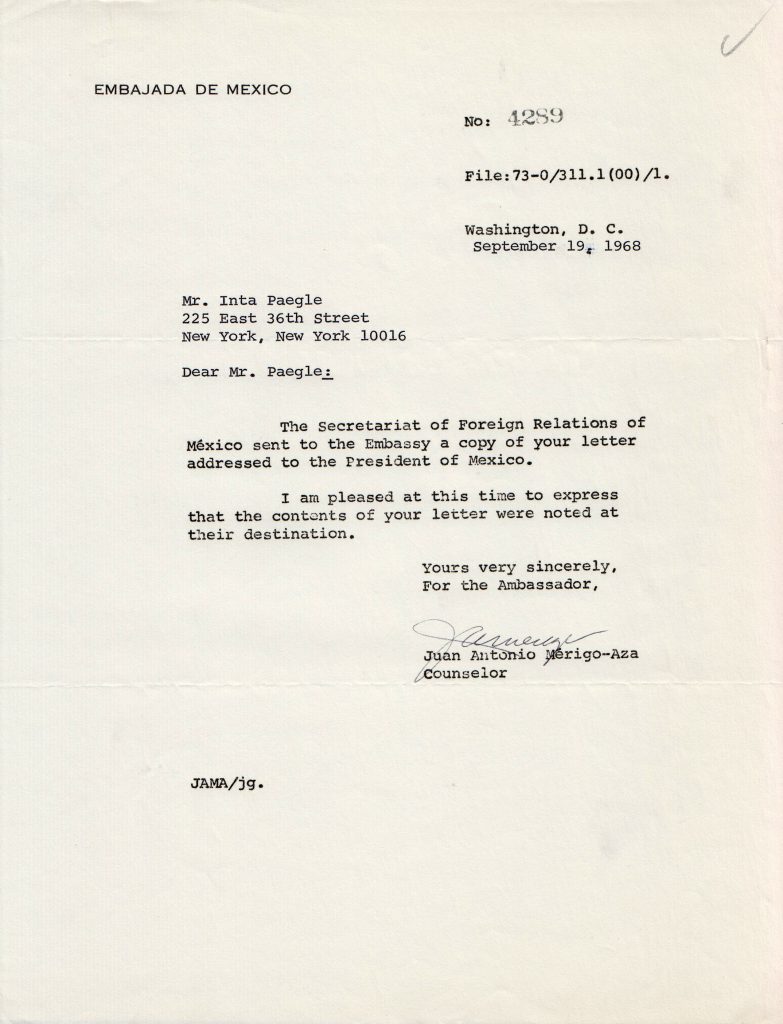 EMBAJADA DE MEXICO
No: 4289
File:73-0/311.1(00)/1.
Washington, D. C.
September 19, 1968
Mr. Inta Paegle
225 East 36th Street
New York, New York 10016
Dear Mr. Paegle:
The Secretariat of Foreign Relations of
México sent to the Embassy a copy of your letter
addressed to the President of Mexico.
I am pleased at this time to express
that the contents of your letter were noted at
their destination.
Yours very sincerely,
For the Ambassador,
Juan Antonio Mérigo-Aza
Counselor
JAMA/jg.